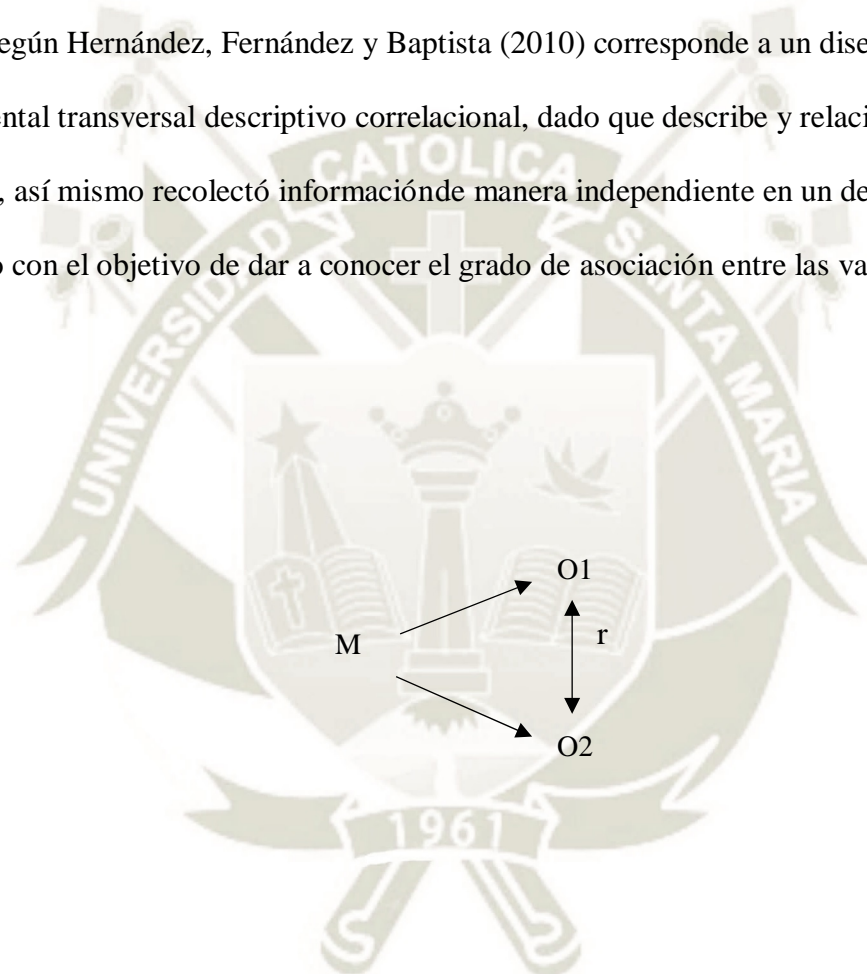 egún Hernández, Fernández y Baptista (2010) corresponde a un dise
ental transversal descriptivo correlacional, dado que describe y relaci
, así mismo recolectó informaciónde manera independiente en un de
o con el objetivo de dar a conocer el grado de asociación entre las va
UNIVERSIDAD CATOLICA SANTA MARIA
O1
M
r
O2
1961